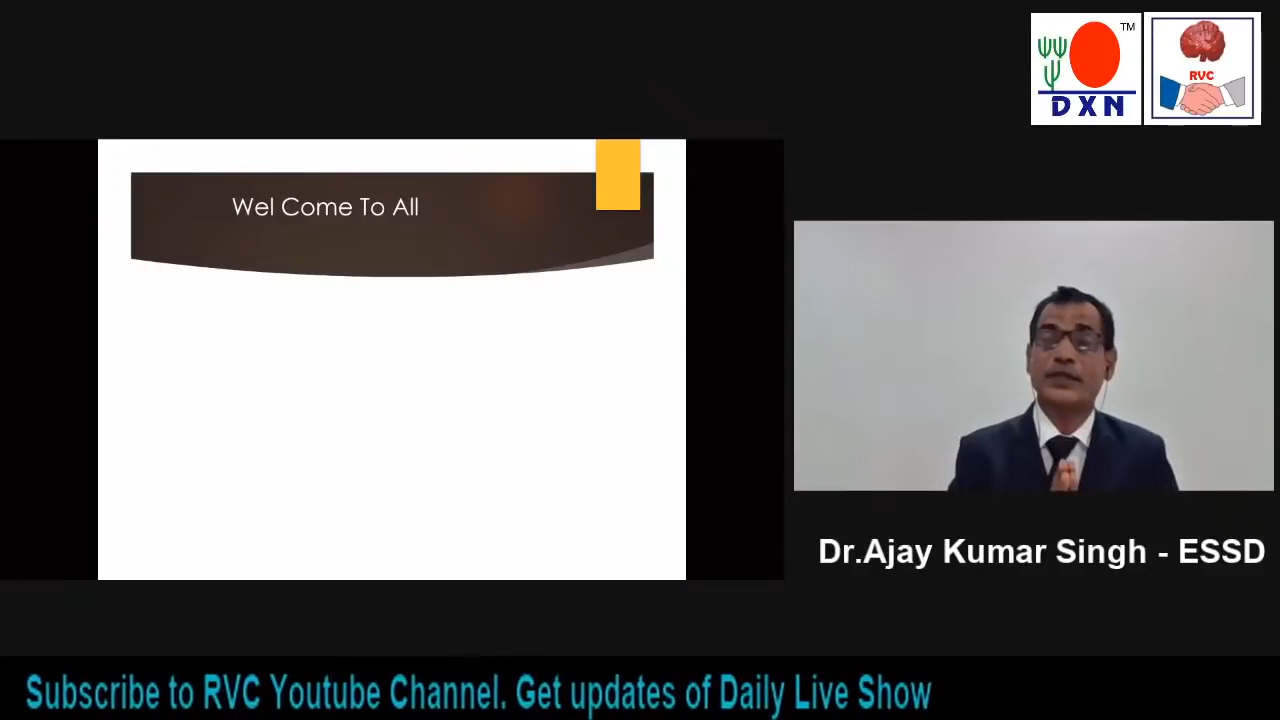 TM
DXN
RVC
Wel Come To All
Dr.Ajay Kumar Singh - ESSD
Subscribe to RVC Youtube Channel. Get updates of Daily Live Show